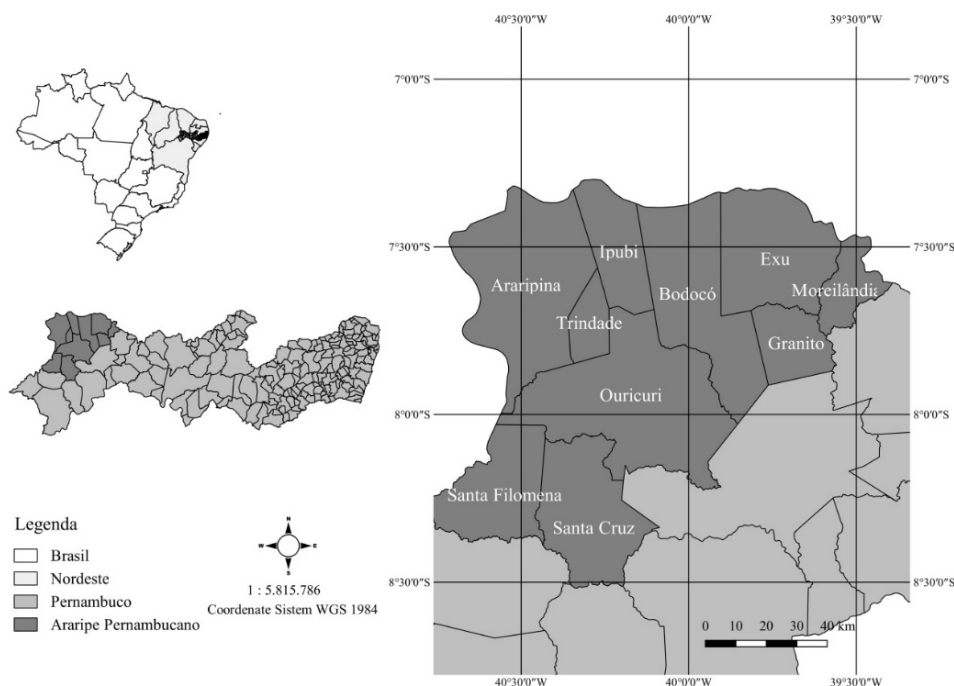 40°30'0"W 40°0'0"W 39°30'0"W
7°0'0"S 7°0'0"S
7°30'0"S 7°30'0"S
Ipubi
Exu
Araripina
Bodocó
Moreilândia
Trindade
Granito
Ouricuri
8°0'0"S 8°0'0"S
Santa Filomena
Santa Cruz
8°30'0"S 8°30'0"S
0 10 20 30 40 km
40°30'0"W 40°0'0"W 39°30'0"W
Legenda
Brasil
Nordeste
Pernambuco
Araripe Pernambucano
N
W E
S
1 : 5.815.786
Coordenate Sistem WGS 1984